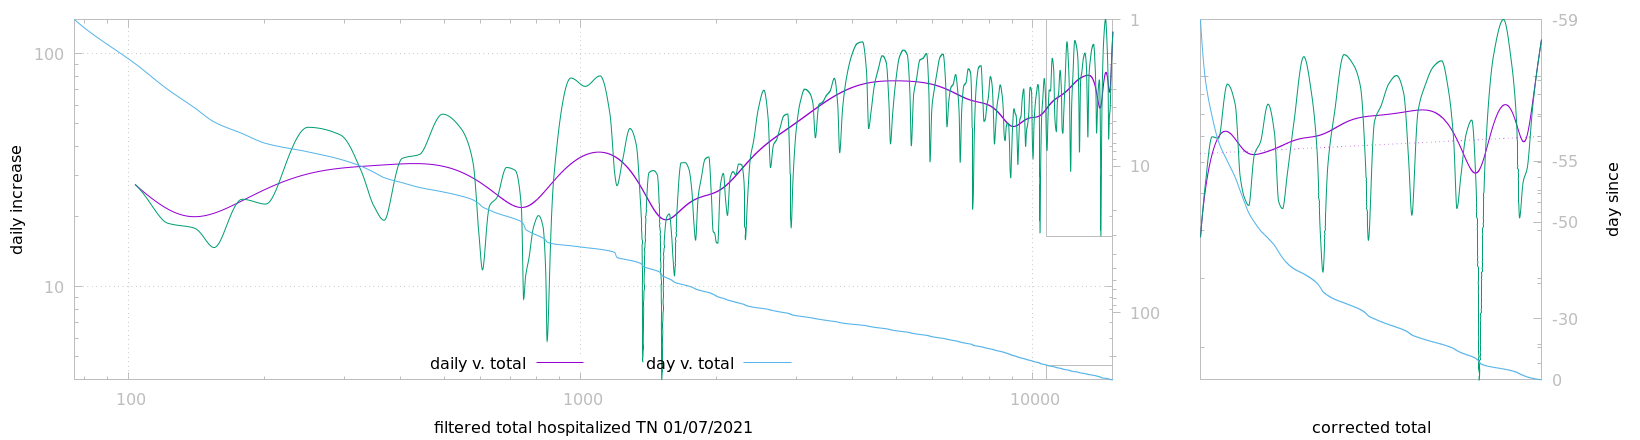 100
10
daily increase
daily v. total
day v. total
100
1000
10000
filtered total hospitalized TN 01/07/2021
1
10
100
-59
-55
-50
-30
0
day since
corrected total